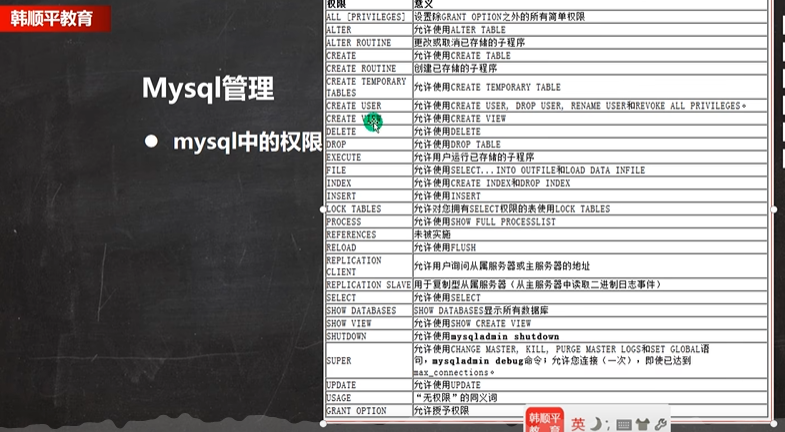 韩顺平教育
Mysql管理
● mysql中的权限
权限 意义
ALL [PRIVILEGES] 设置除GRANT OPTION之外的所有简单权限
ALTER 允许使用ALTER TABLE
ALTER ROUTINE 更改或取消已存储的子程序
CREATE 允许使用CREATE TABLE
CREATE ROUTINE 创建已存储的子程序
CREATE TEMPORARY
TABLES
允许使用CREATE TEMPORARY TABLE
CREATE USER 允许使用CREATE USER, DROP USER, RENAME USER和REVOKE ALL PRIVILEGES。
CREATE VIEW 允许使用CREATE VIEW
DELETE 允许使用DELETE
DROP 允许使用DROP TABLE
EXECUTE 允许用户运行已存储的子程序
FILE 允许使用SELECT...INTO OUTFILE和LOAD DATA INFILE
INDEX 允许使用CREATE INDEX和DROP INDEX
INSERT 允许使用INSERT
LOCK TABLES 允许对您拥有SELECT权限的表使用LOCK TABLES
PROCESS 允许使用SHOW FULL PROCESSLIST
REFERENCES 未被实施
RELOAD 允许使用FLUSH
REPLICATION
CLIENT
允许用户询问从属服务器或主服务器的地址
REPLICATION SLAVE 用于复制型从属服务器（从主服务器中读取二进制日志事件）
SELECT 允许使用SELECT
SHOW DATABASES SHOW DATABASES显示所有数据库
SHOW VIEW 允许使用SHOW CREATE VIEW
SHUTDOWN 允许使用mysqladmin shutdown
SUPER
允许使用CHANGE MASTER, KILL, PURGE MASTER LOGS和SET GLOBAL语
句，mysqladmin debug命令；允许您连接（一次），即使已达到
max_connections。
UPDATE 允许使用UPDATE
USAGE “无权限”的同义词
GRANT OPTION 允许授予权限
韩顺平
教 育
英